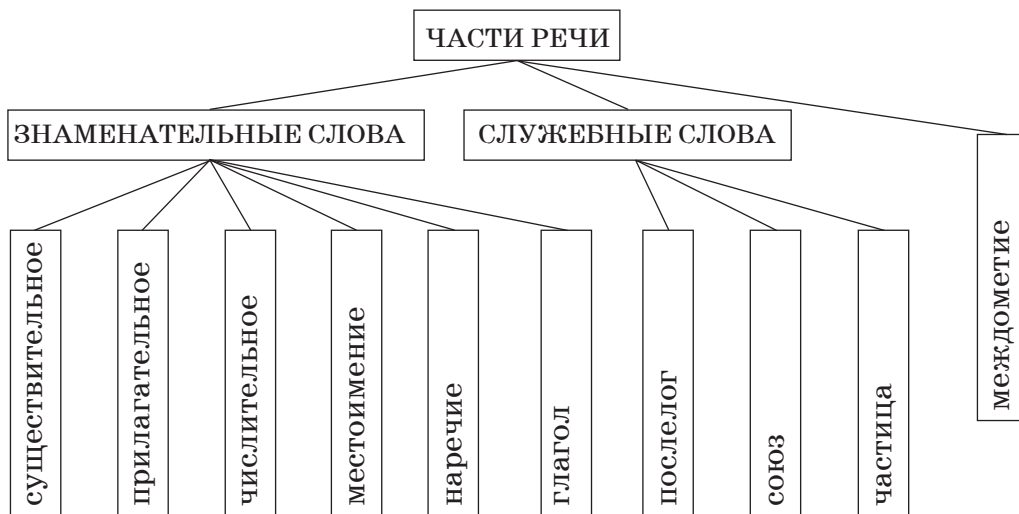 ЧАСТИ РЕЧИ
ЗНАМЕНАТЕЛЬНЫЕ СЛОВА
СЛУЖЕБНЫЕ СЛОВА
существительное
прилагательное
числительное
местоимение
наречие
глагол
послелог
союз
частица
междометие